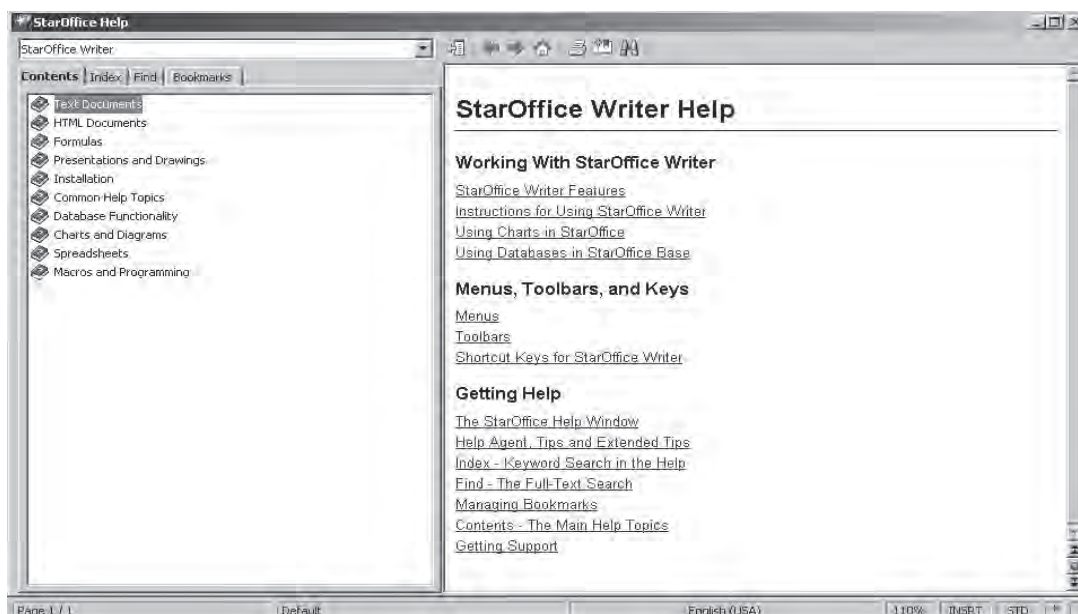 StarOffice Help
StarOffice Writer
Contents Index Find Bookmarks
Text Documents
HTML Documents
Formulas
Presentations and Drawings
Installation
Common Help Topics
Database Functionality
Charts and Diagrams
Spreadsheets
Macros and Programming
StarOffice Writer Help
Working With StarOffice Writer
StarOffice Writer Features
Instructions for Using StarOffice Writer
Using Charts in StarOffice
Using Databases in StarOffice Base
Menus, Toolbars, and Keys
Menus
Toolbars
Shortcut Keys for StarOffice Writer
Getting Help
The StarOffice Help Window
Help Agent, Tips and Extended Tips
Index - Keyword Search in the Help
Find - The Full-Text Search
Managing Bookmarks
Contents - The Main Help Topics
Getting Support
Page 1 / 1 Default English (USA) 110% INSRT STD *